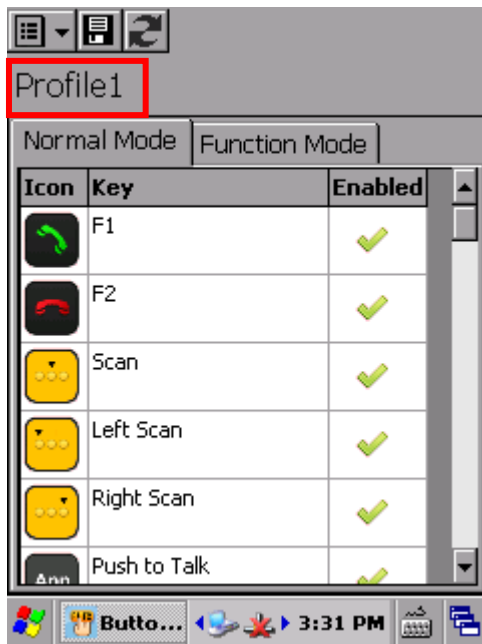 Profile1
Normal Mode Function Mode
Icon Key Enabled
F1
F2
Scan
Left Scan
Right Scan
App Push to Talk
Butto... 3:31 PM